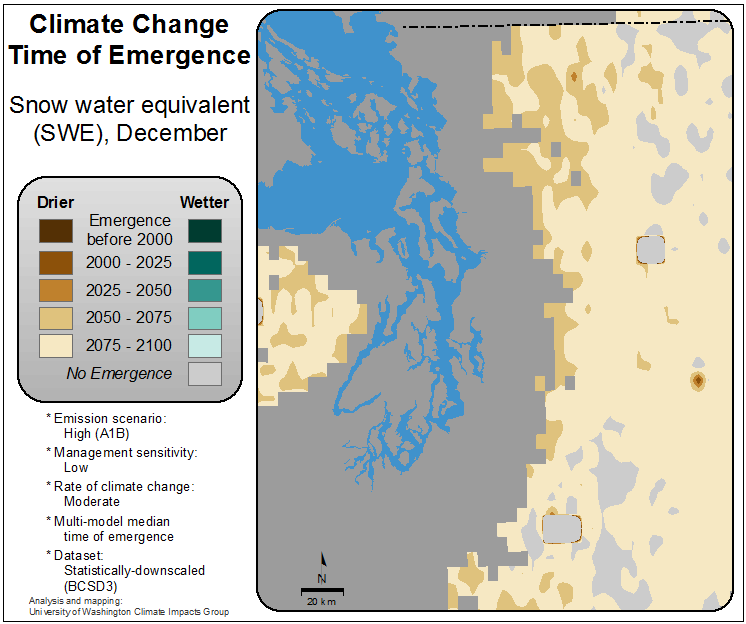 Climate Change
Time of Emergence
Snow water equivalent
(SWE), December
Drier Wetter
Emergence
before 2000
2000 - 2025
2025 - 2050
2050 - 2075
2075 - 2100
No Emergence
* Emission scenario:
High (A1B)
* Management sensitivity:
Low
* Rate of climate change:
Moderate
* Multi-model median
time of emergence
* Dataset:
Statistically-downscaled
(BCSD3)
Analysis and mapping:
University of Washington Climate Impacts Group
N
20 km